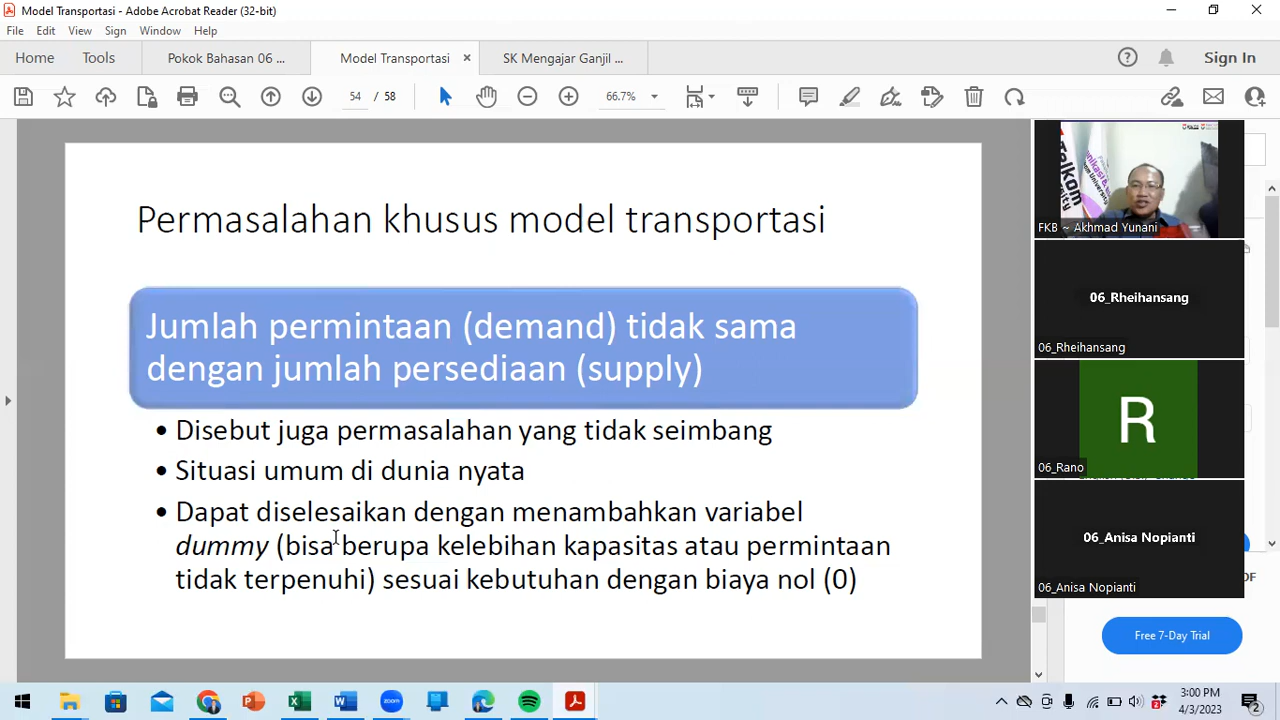 Model Transportasi - Adobe Acrobat Reader (32-bit)
File Edit View Sign Window Help
Home Tools Pokok Bahasan 06 ... Model Transportasi × SK Mengajar Ganjil ... Sign In
54 / 58 66.7%
Permasalahan khusus model transportasi
Jumlah permintaan (demand) tidak sama
dengan jumlah persediaan (supply)
• Disebut juga permasalahan yang tidak seimbang
• Situasi umum di dunia nyata
• Dapat diselesaikan dengan menambahkan variabel
dummy (bisa berupa kelebihan kapasitas atau permintaan
tidak terpenuhi) sesuai kebutuhan dengan biaya nol (0)
FKB ~ Akhmad Yunani
06_Rheihansang
06_Rheihansang
R
06_Rano
06_Anisa Nopianti
06_Anisa Nopianti
DF
Free 7-Day Trial
3:00 PM
4/3/2023
2